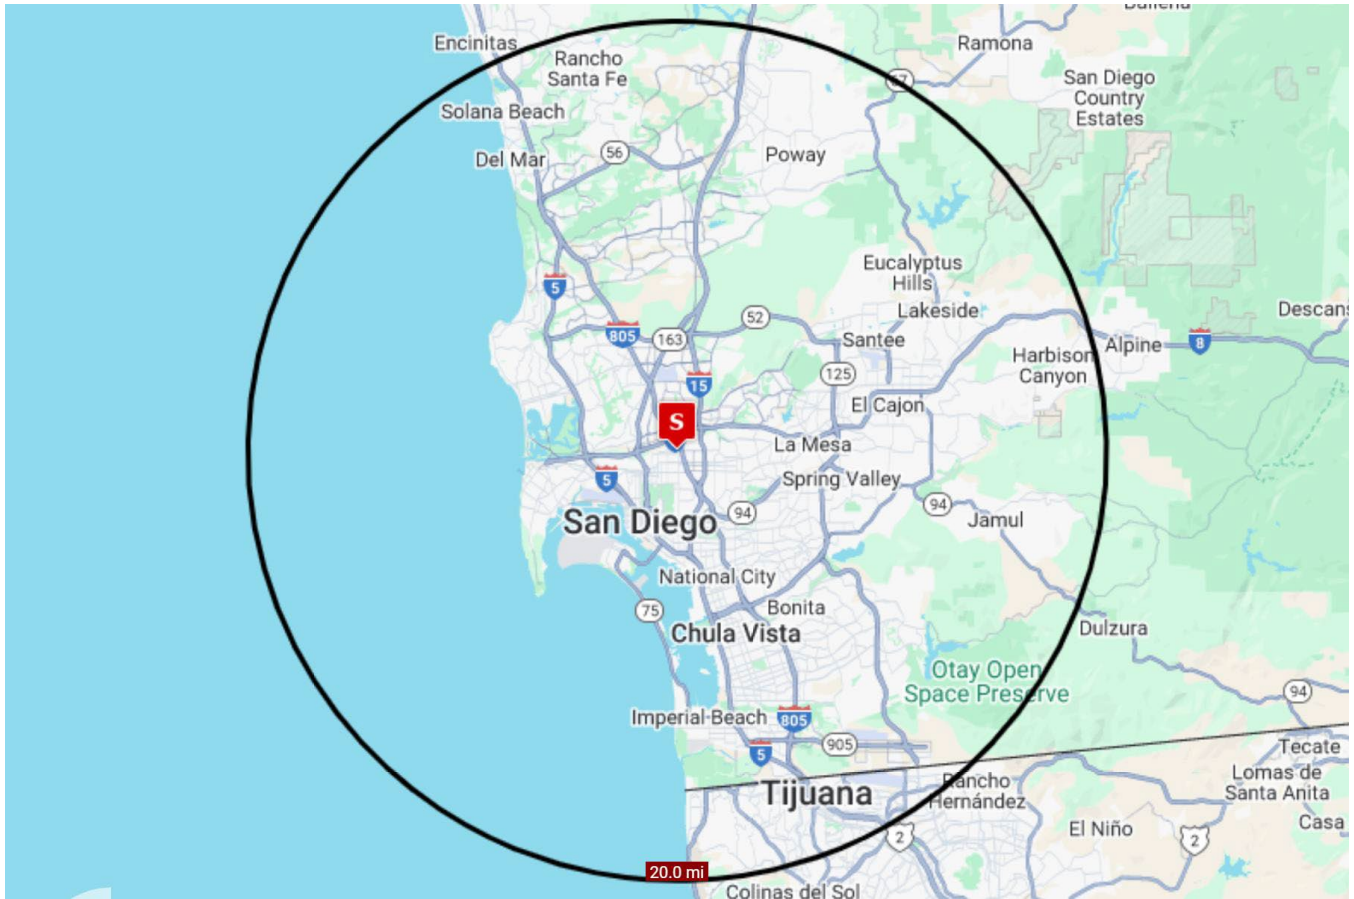 Encinitas
Ramona
Rancho
Santa Fe
67
San Diego
Country
Estates
Solana Beach
56
Poway
Del Mar
Eucalyptus
Hills
5
Lakeside
Descans
52
805
163
Santee
Alpine
8
Harbison
Canyon
125
15
El Cajon
S
La Mesa
5
Spring Valley
94
94
San Diego
Jamul
National City
75
Bonita
Chula Vista
Dulzura
Otay Open
Space Preserve
94
Imperial Beach
805
905
5
Tecate
Rancho
Hernández
Lomas de
Santa Anita
Tijuana
Casa
El Niño
2
2
20.0 mi
Colinas del Sol